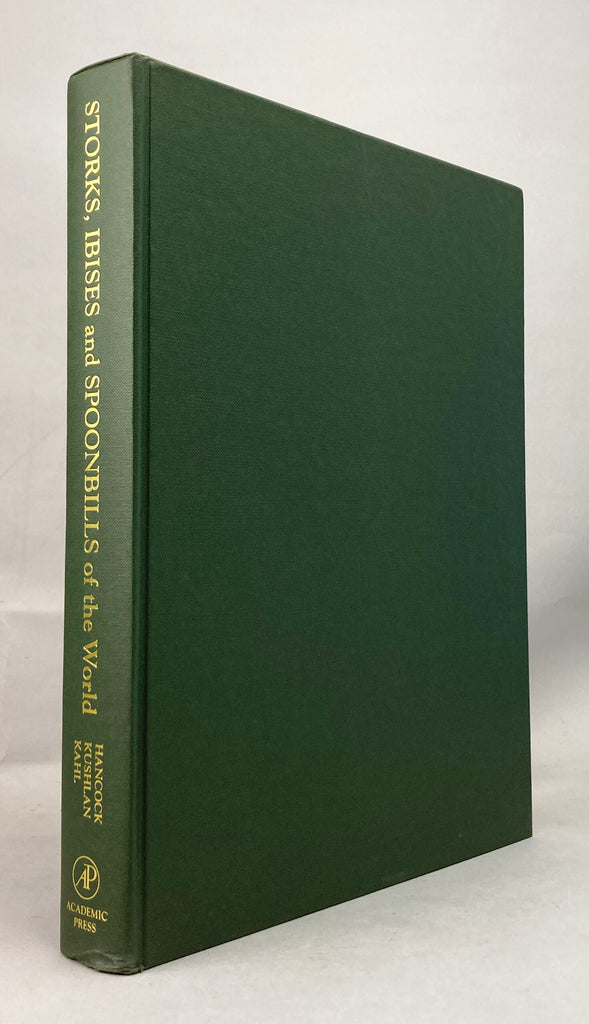 STORKS, IBISES and SPOONBILLS of the World
HANCOCK
KUSHLAN
KAHL
AP
ACADEMIC
PRESS